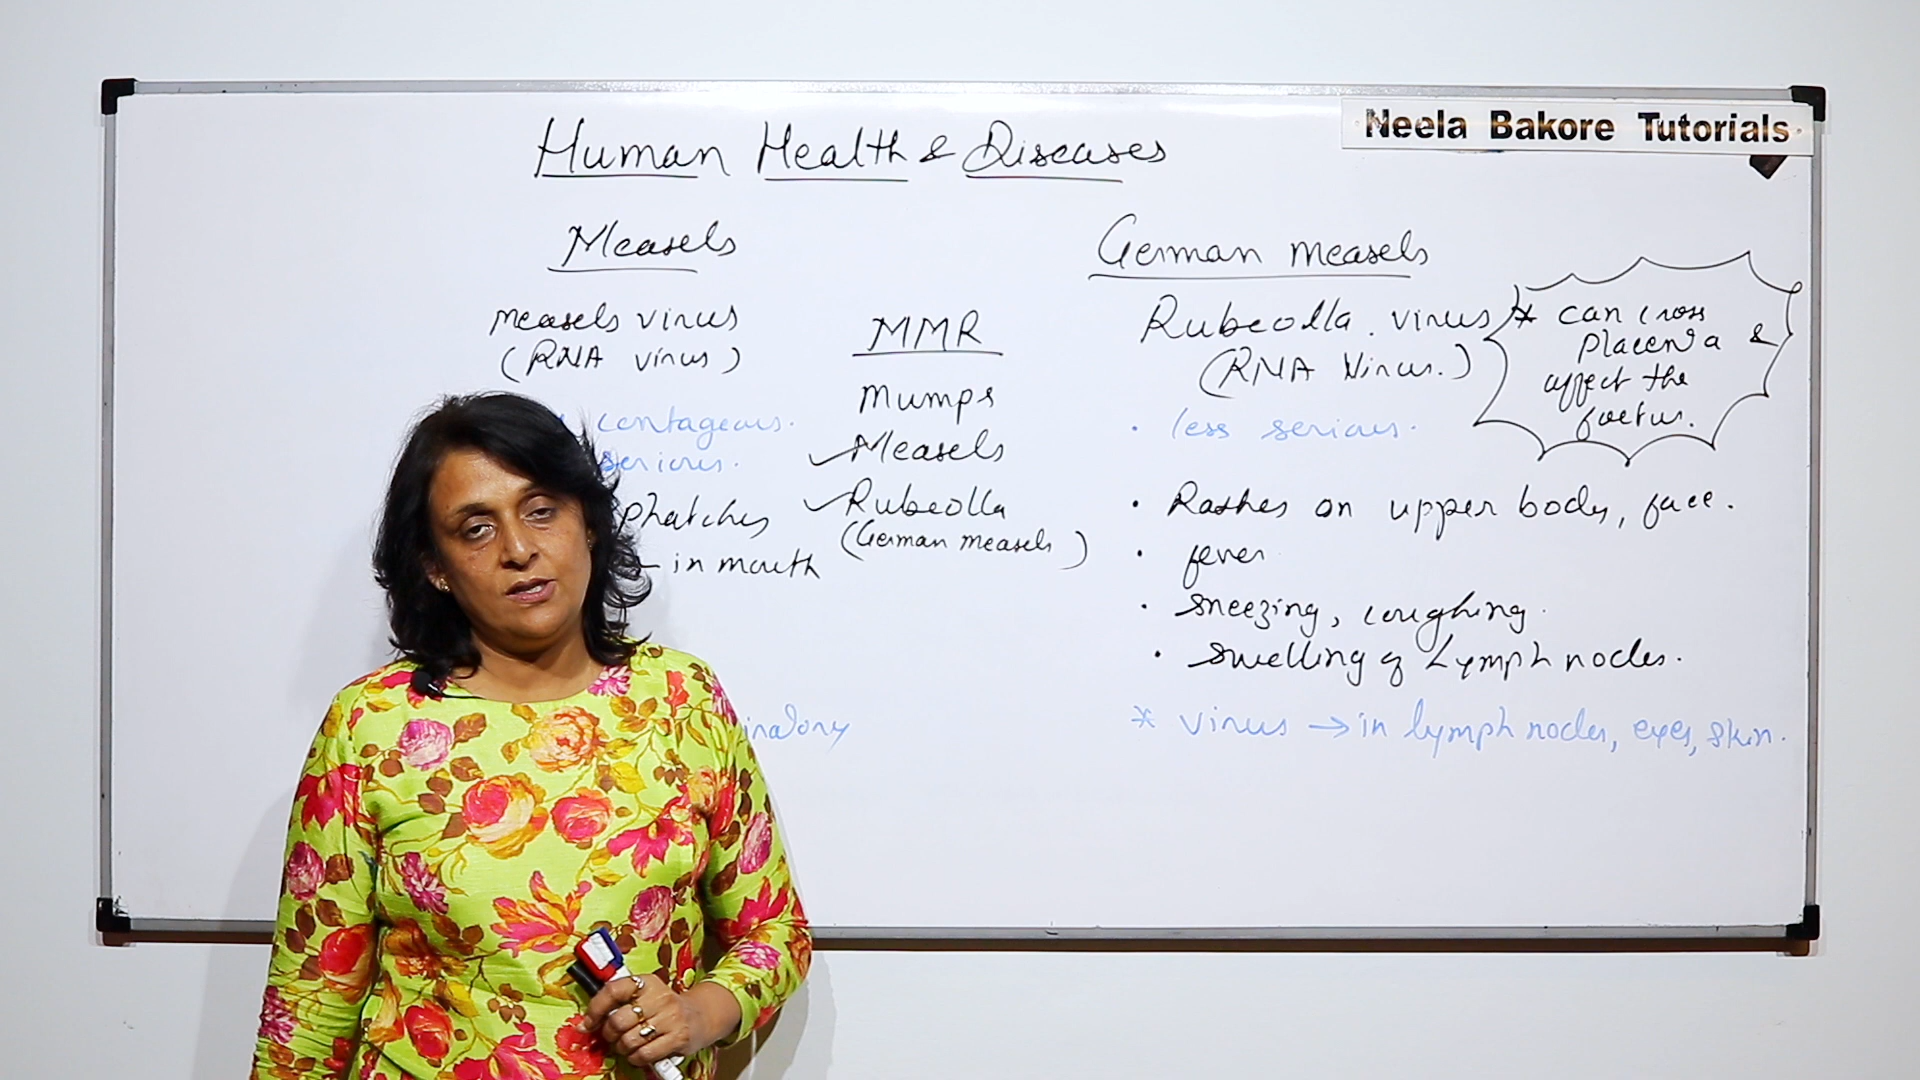 Neela Bakore Tutorials
Human Health & Diseases
Measels
measels virus
(RNA virus)
contageous.
serious.
phatches
in mouth
MMR
Mumps
Measels
Rubeolla
(German measels)
German measels
Rubeolla virus
(RNA Virus.)
* can cross
placenta &
affect the
foetus.
• less serious.
• Rashes on upper body, face.
• fever
• sneezing, coughing.
• swelling of Lymph nodes.
* virus → in lymph nodes, eyes, skin.